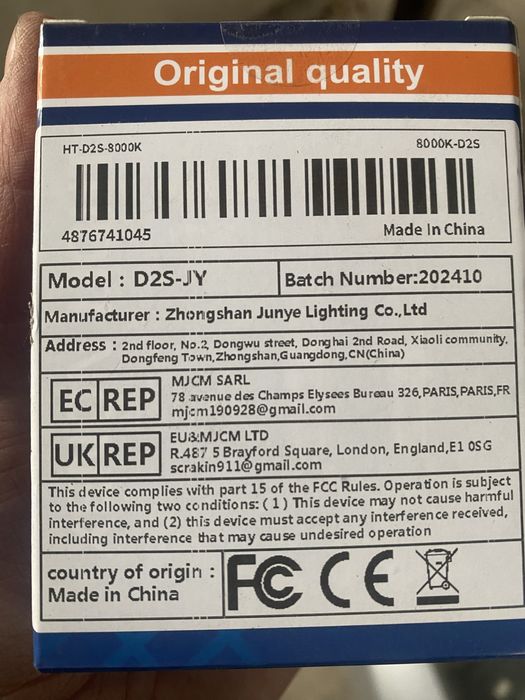 Original quality
HT-D2S-8000K
8000K-D2S
4876741045
Made In China
Model : D2S-JY
Batch Number:202410
Manufacturer : Zhongshan Junye Lighting Co.,Ltd
Address : 2nd floor, No.2, Dongwu street, Donghai 2nd Road, Xiaoli community,
Dongfeng Town,Zhongshan,Guangdong,CN(China)
EC REP
MJCM SARL
78 avenue des Champs Elysees Bureau 326,PARIS,PARIS,FR
mjcm190928@gmail.com
UK REP
EU&MJCM LTD
R.487 5 Brayford Square, London, England,E1 0SG
scrakin911@gmail.com
This device complies with part 15 of the FCC Rules. Operation is subject
to the following two conditions: ( 1 ) This device may not cause harmful
interference, and (2) this device must accept any interference received,
including interference that may cause undesired operation
country of origin :
Made in China
FC CE